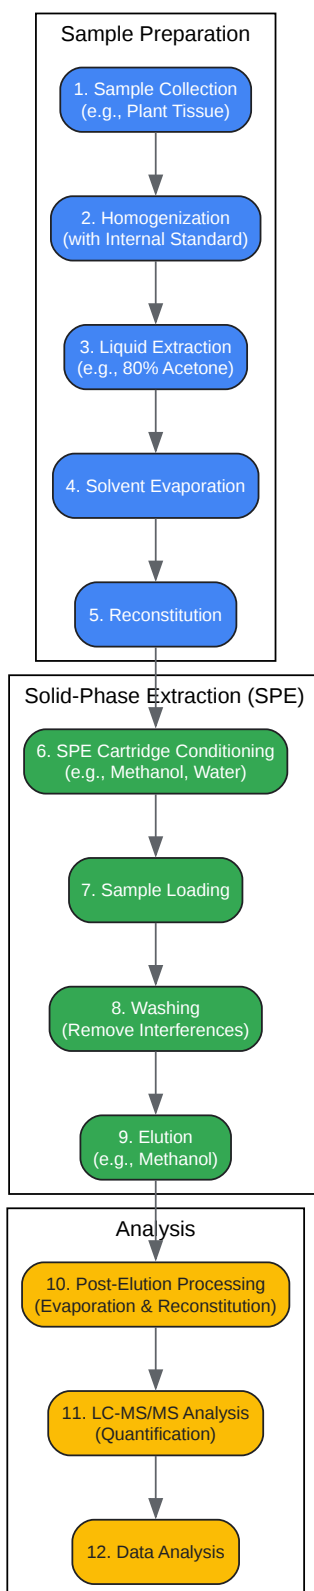 Sample Preparation
1. Sample Collection
(e.g., Plant Tissue)
2. Homogenization
(with Internal Standard)
3. Liquid Extraction
(e.g., 80% Acetone)
4. Solvent Evaporation
5. Reconstitution
Solid-Phase Extraction (SPE)
6. SPE Cartridge Conditioning
(e.g., Methanol, Water)
7. Sample Loading
8. Washing
(Remove Interferences)
9. Elution
(e.g., Methanol)
Analysis
10. Post-Elution Processing
(Evaporation & Reconstitution)
11. LC-MS/MS Analysis
(Quantification)
12. Data Analysis